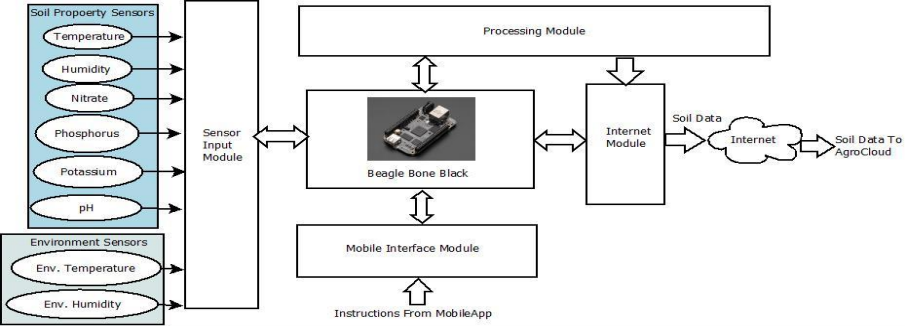 Soil Propoerty Sensors
Temperature
Humidity
Nitrate
Phosphorus
Potassium
pH
Environment Sensors
Env. Temperature
Env. Humidity
Sensor
Input
Module
Processing Module
Beagle Bone Black
Mobile Interface Module
Instructions From MobileApp
Internet
Module
Soil Data
Internet
Soil Data To
AgroCloud